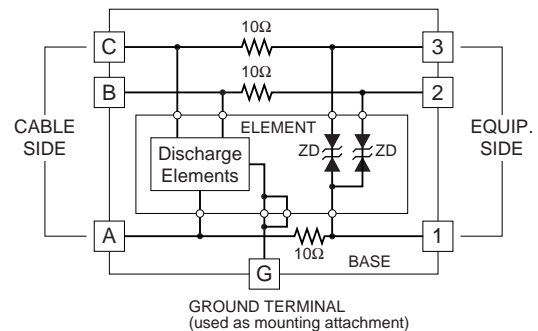 C
10Ω
3
B
10Ω
2
CABLE
SIDE
ELEMENT
Discharge
Elements
ZD
ZD
EQUIP.
SIDE
A
10Ω
1
G
BASE
GROUND TERMINAL
(used as mounting attachment)